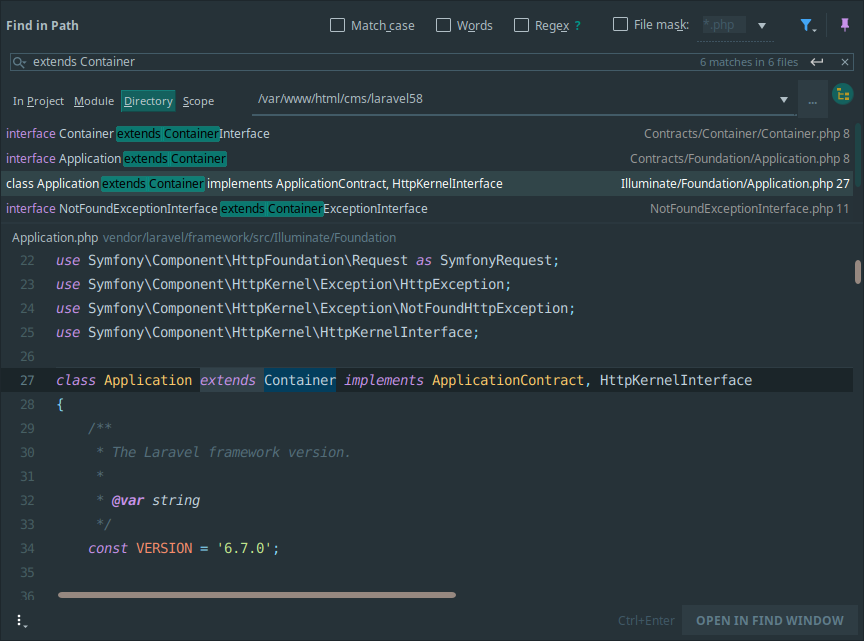 Find in Path Match case Words Regex ? File mask: *.php
extends Container 6 matches in 6 files
In Project Module Directory Scope /var/www/html/cms/laravel58 ...
interface Container extends ContainerInterface Contracts/Container/Container.php 8
interface Application extends Container Contracts/Foundation/Application.php 8
class Application extends Container implements ApplicationContract, HttpKernelInterface Illuminate/Foundation/Application.php 27
interface NotFoundExceptionInterface extends ContainerExceptionInterface NotFoundExceptionInterface.php 11
Application.php vendor/laravel/framework/src/Illuminate/Foundation
22 use Symfony\Component\HttpFoundation\Request as SymfonyRequest;
23 use Symfony\Component\HttpKernel\Exception\HttpException;
24 use Symfony\Component\HttpKernel\Exception\NotFoundHttpException;
25 use Symfony\Component\HttpKernel\HttpKernelInterface;
26
27 class Application extends Container implements ApplicationContract, HttpKernelInterface
28 {
29 /**
30 * The Laravel framework version.
31 *
32 * @var string
33 */
34 const VERSION = '6.7.0';
35
36
Ctrl+Enter OPEN IN FIND WINDOW